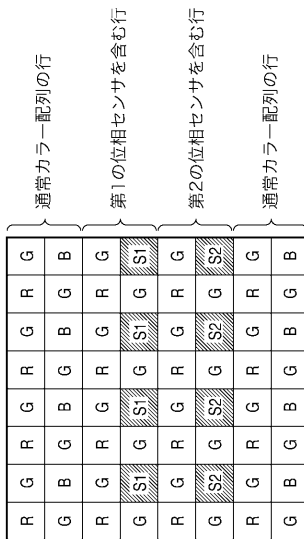 R G R G R G R G 通常カラー配列の行
G B G B G B G B
R G R G R G R G 第1の位相センサを含む行
G S1 G S1 G S1 G S1
R G R G R G R G 第2の位相センサを含む行
G S2 G S2 G S2 G S2
R G R G R G R G 通常カラー配列の行
G B G B G B G B